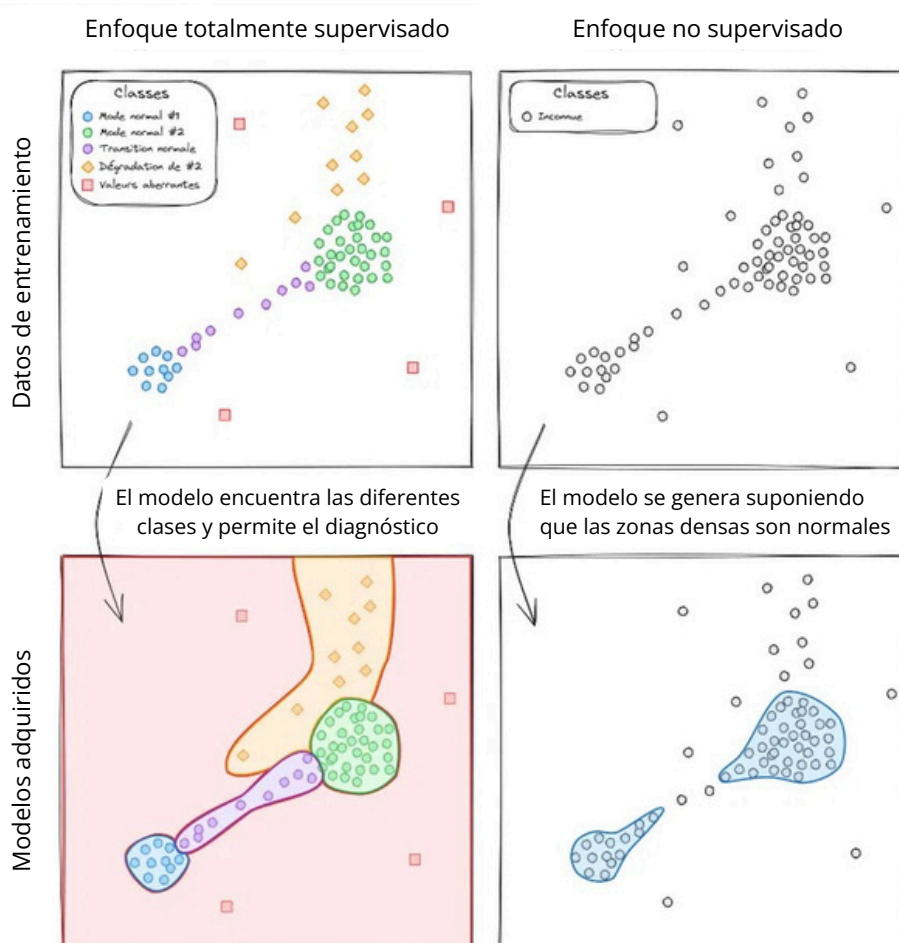 Enfoque totalmente supervisado
Enfoque no supervisado
Datos de entrenamiento
Classes
Mode normal #1
Mode normal #2
Transition normale
Dégradation de #2
Valeurs aberrantes
Classes
Inconnue
El modelo encuentra las diferentes
clases y permite el diagnóstico
El modelo se genera suponiendo
que las zonas densas son normales
Modelos adquiridos